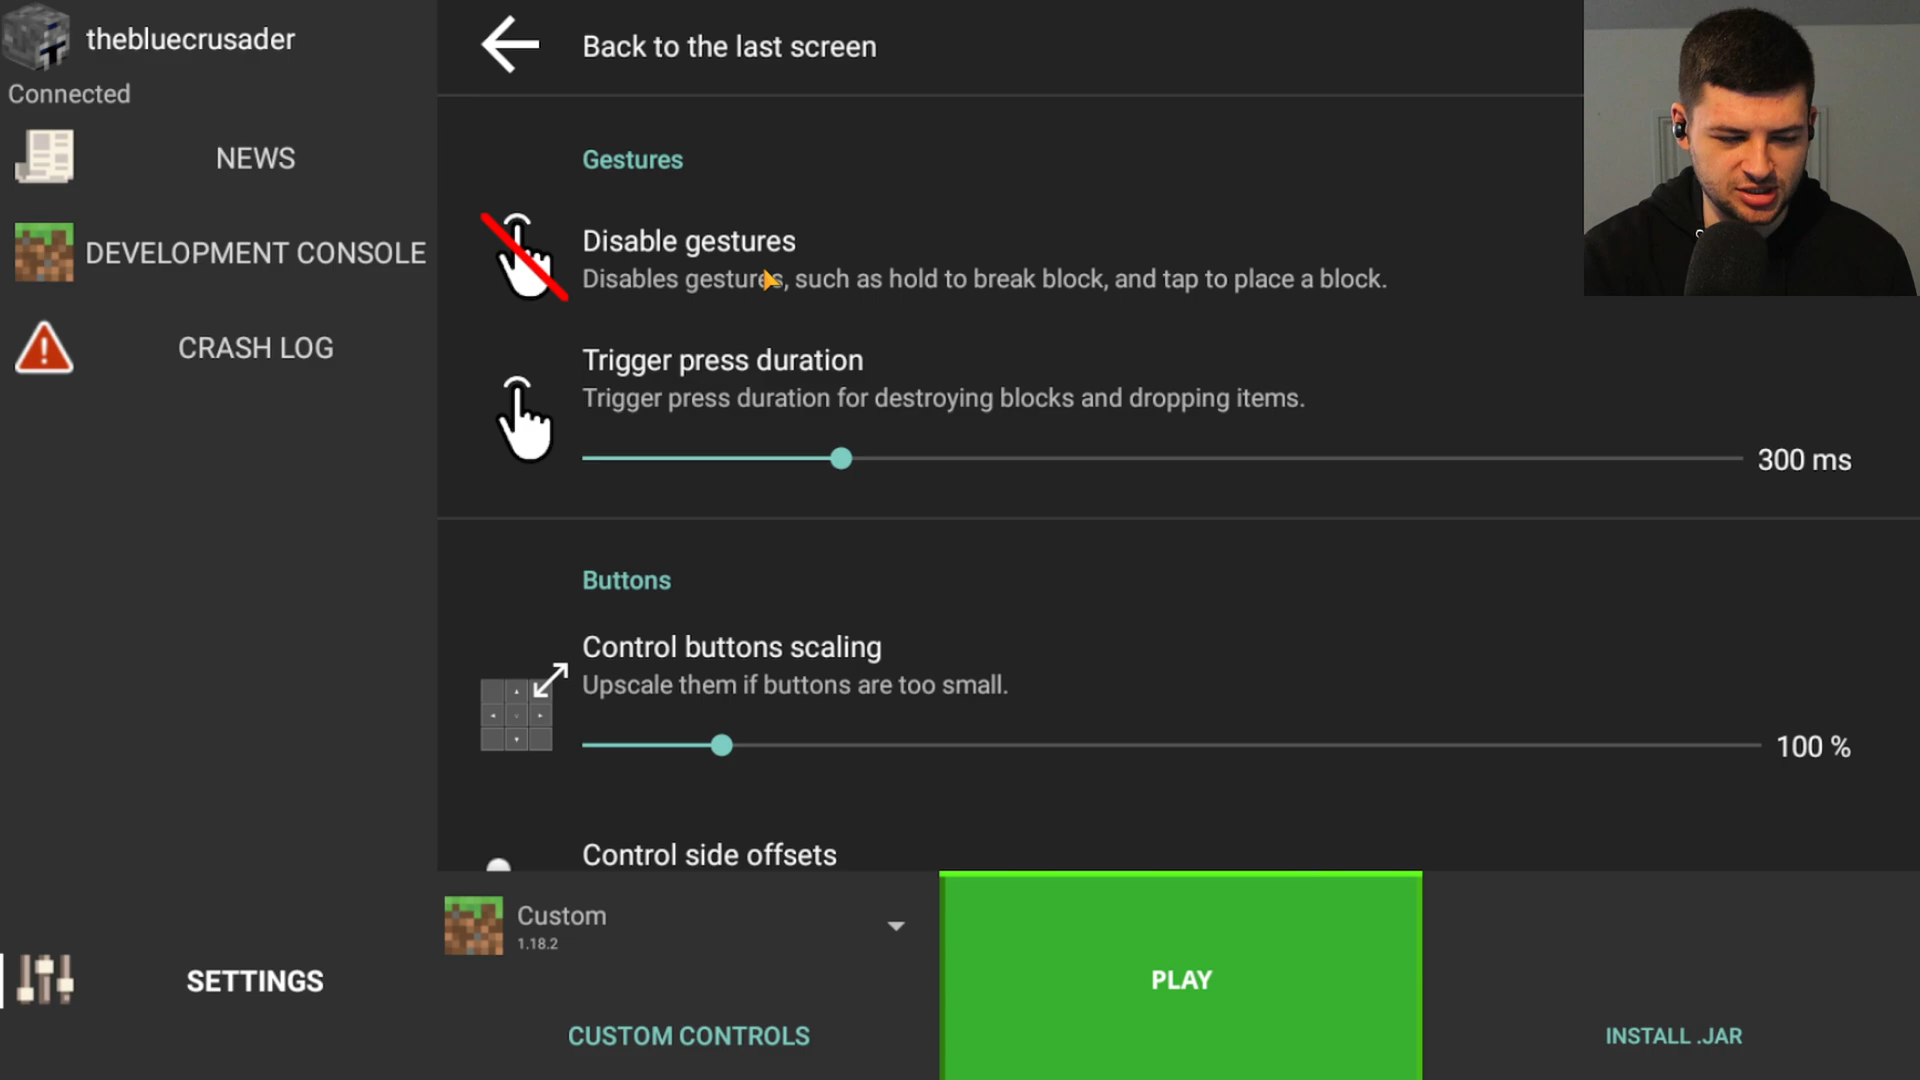 thebluecrusader
Connected
NEWS
DEVELOPMENT CONSOLE
CRASH LOG
SETTINGS
Back to the last screen
Gestures
Disable gestures
Disables gestures, such as hold to break block, and tap to place a block.
Trigger press duration
Trigger press duration for destroying blocks and dropping items.
300 ms
Buttons
Control buttons scaling
Upscale them if buttons are too small.
100 %
Control side offsets
Custom
1.18.2
CUSTOM CONTROLS
PLAY
INSTALL .JAR